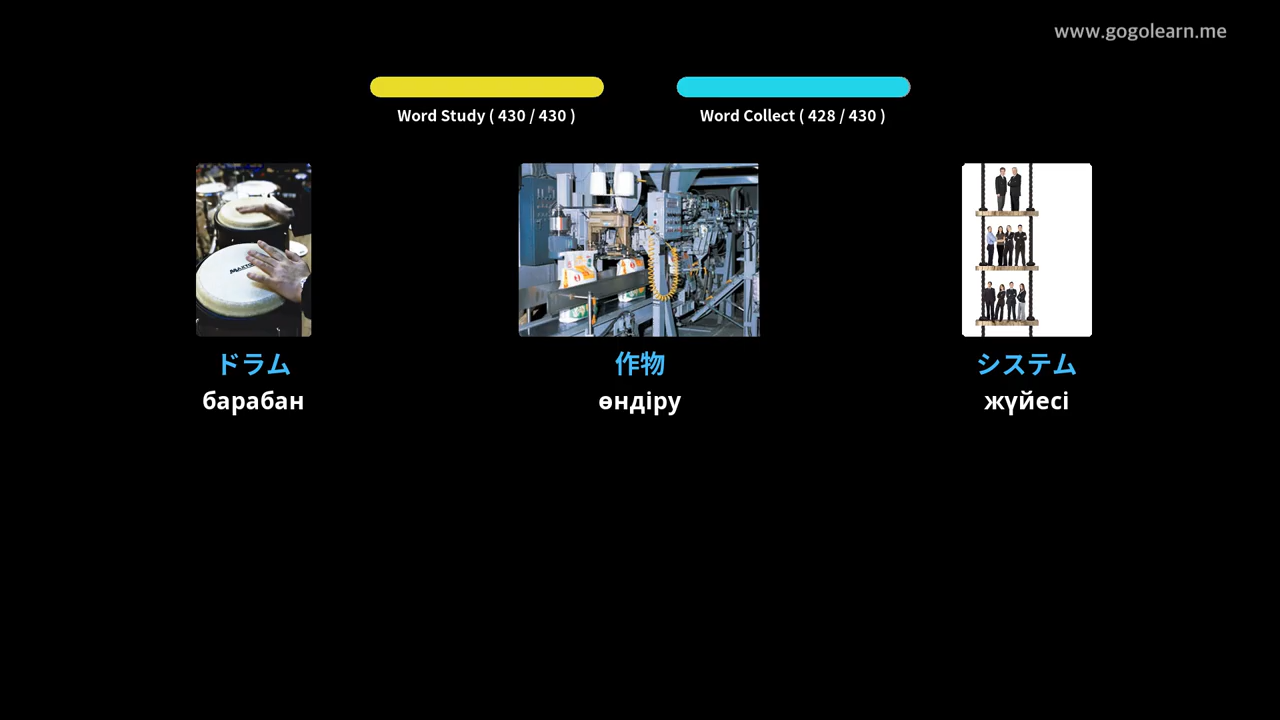 www.gogolearn.me
Word Study ( 430 / 430 )
Word Collect ( 428 / 430 )
ドラム
барабан
作物
өндіру
システム
жүйесі